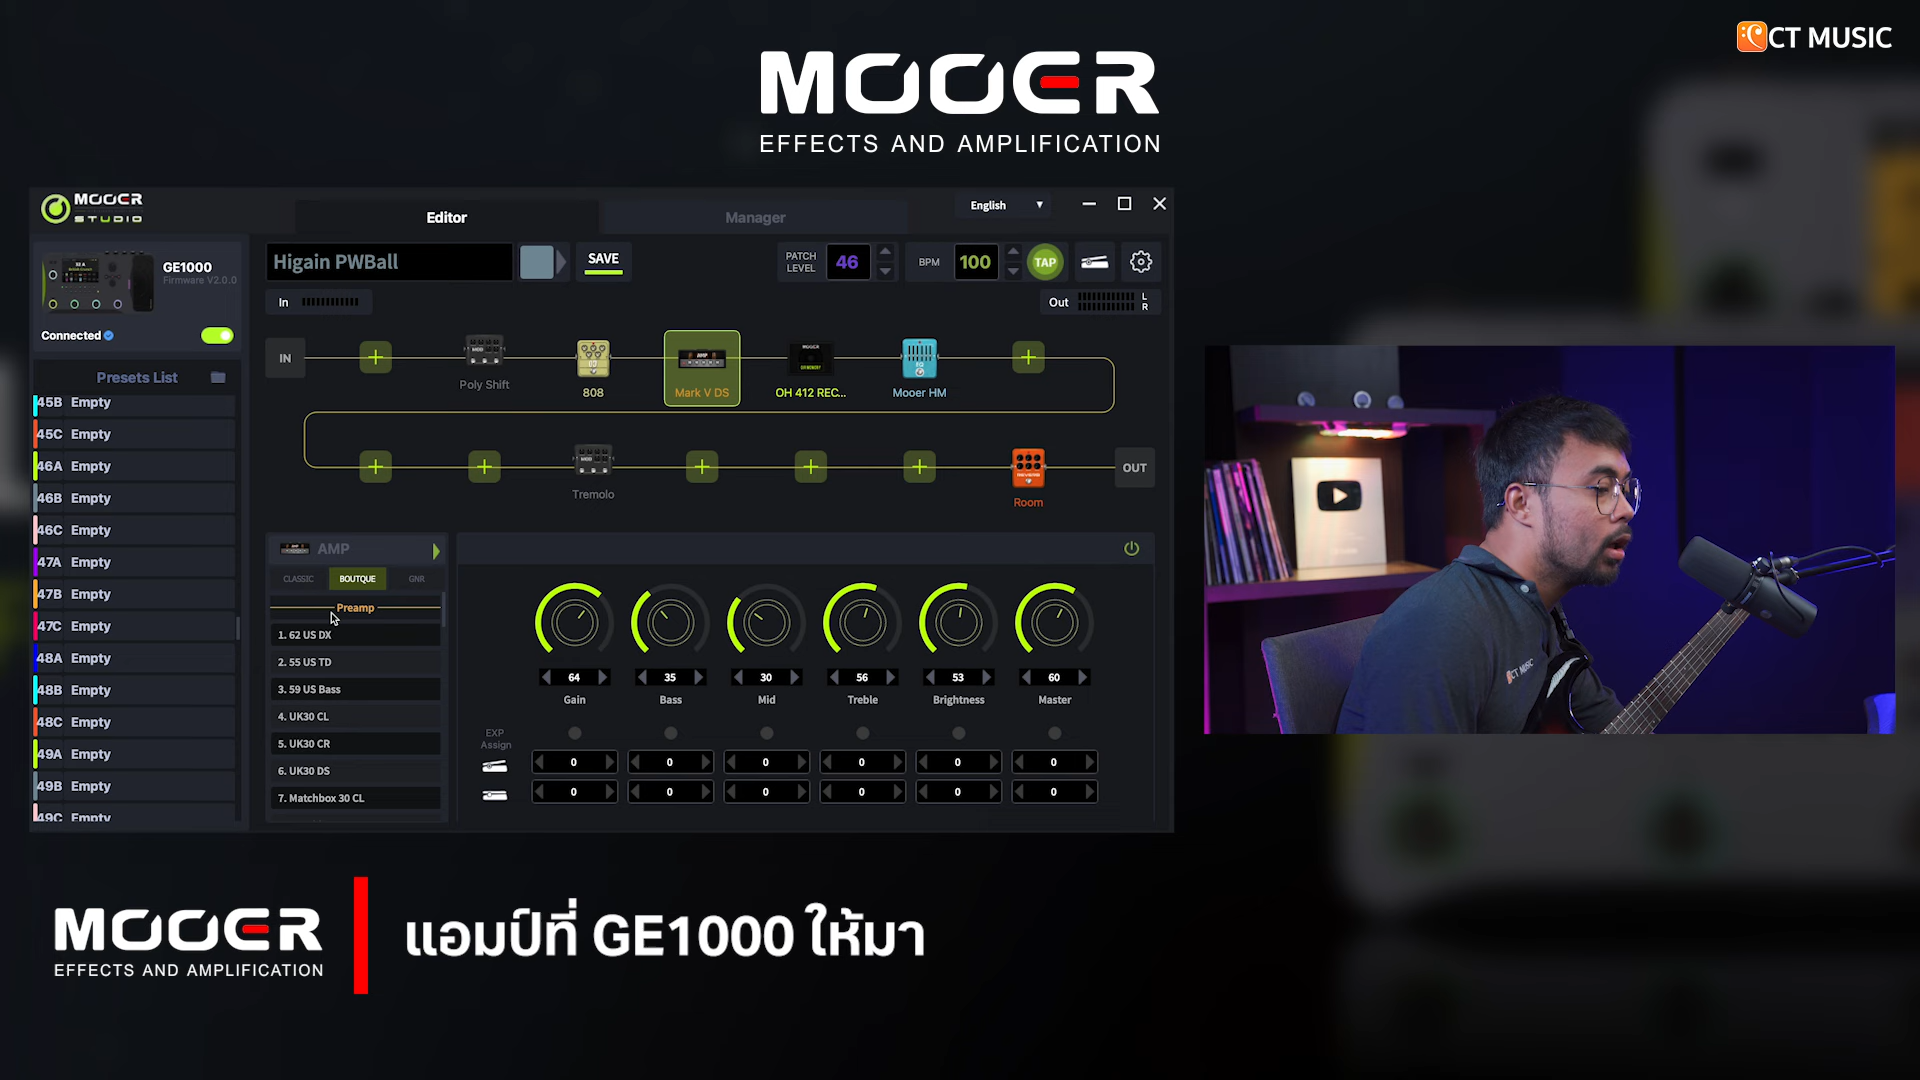 CT MUSIC
MOOER
EFFECTS AND AMPLIFICATION
MOOER
STUDIO
Editor
Manager
English
GE1000
Firmware V2.0.0
Connected
Higain PWBall
SAVE
PATCH LEVEL
46
BPM
100
TAP
In
Out
L
R
Presets List
45B Empty
45C Empty
46A Empty
46B Empty
46C Empty
47A Empty
47B Empty
47C Empty
48A Empty
48B Empty
48C Empty
49A Empty
49B Empty
49C Empty
IN
Poly Shift
808
AMP
Mark V DS
MOOER
OH 412 REC...
Mooer HM
Tremolo
Room
OUT
AMP
CLASSIC
BOUTQUE
GNR
Preamp
1. 62 US DX
2. 55 US TD
3. 59 US Bass
4. UK30 CL
5. UK30 CR
6. UK30 DS
7. Matchbox 30 CL
64 35 30 56 53 60
Gain Bass Mid Treble Brightness Master
EXP Assign
0 0 0 0 0 0
0 0 0 0 0 0
CT MUSIC
MOOER
EFFECTS AND AMPLIFICATION
แอมป์ที่ GE1000 ให้มา